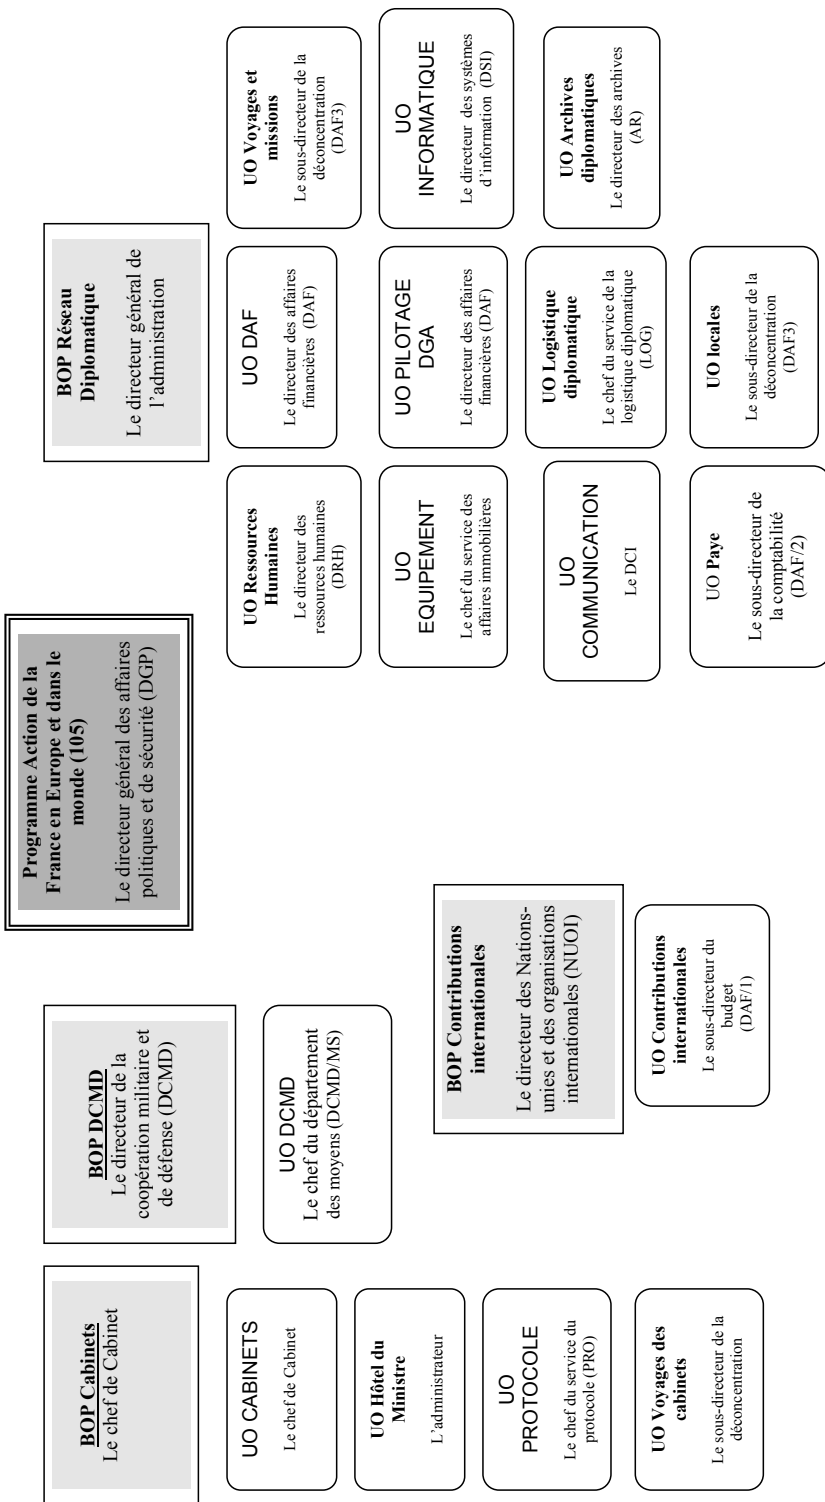 Programme Action de la
France en Europe et dans le
monde (105)
Le directeur général des affaires
politiques et de sécurité (DGP)
BOP Cabinets
Le chef de Cabinet
UO CABINETS
Le chef de Cabinet
UO Hôtel du
Ministre
L'administrateur
UO
PROTOCOLE
Le chef du service du
protocole (PRO)
UO Voyages des
cabinets
Le sous-directeur de la
déconcentration
BOP DCMD
Le directeur de la
coopération militaire et
de défense (DCMD)
UO DCMD
Le chef du département
des moyens (DCMD/MS)
BOP Contributions
internationales
Le directeur des Nations-
unies et des organisations
internationales (NUOI)
UO Contributions
internationales
Le sous-directeur du
budget
(DAF/1)
BOP Réseau
Diplomatique
Le directeur général de
l'administration
UO Ressources
Humaines
Le directeur des
ressources humaines
(DRH)
UO DAF
Le directeur des affaires
financières (DAF)
UO Voyages et
missions
Le sous-directeur de la
déconcentration
(DAF3)
UO
EQUIPEMENT
Le chef du service des
affaires immobilières
UO PILOTAGE
DGA
Le directeur des affaires
financières (DAF)
UO
INFORMATIQUE
Le directeur des systèmes
d'information (DSI)
UO
COMMUNICATION
Le DCI
UO Logistique
diplomatique
Le chef du service de la
logistique diplomatique
(LOG)
UO Archives
diplomatiques
Le directeur des archives
(AR)
UO Paye
Le sous-directeur de
la comptabilité
(DAF/2)
UO locales
Le sous-directeur de la
déconcentration
(DAF3)